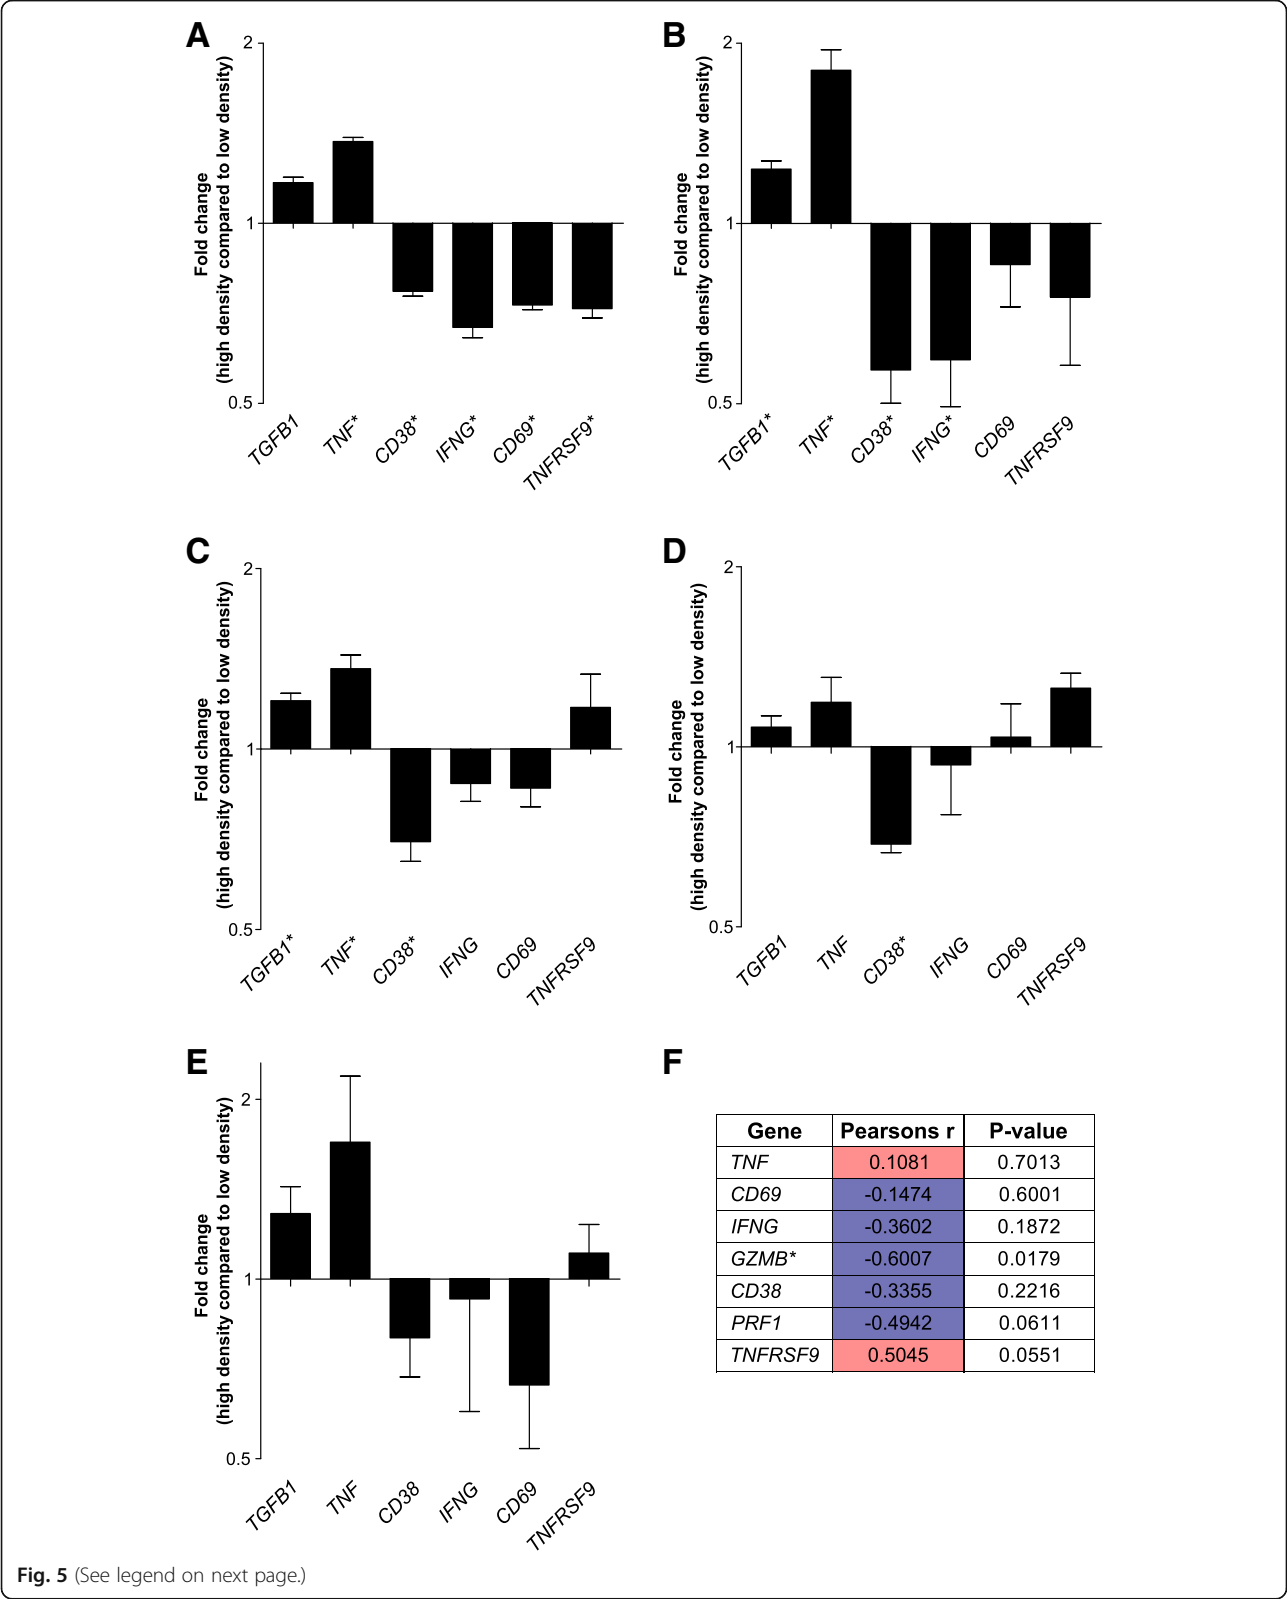 A
2
1
0.5
Fold change
(high density compared to low density)
TGFB1
TNF*
CD38*
IFNG*
CD69*
TNFRSF9*
B
2
1
0.5
Fold change
(high density compared to low density)
TGFB1*
TNF*
CD38*
IFNG*
CD69
TNFRSF9
C
2
1
0.5
Fold change
(high density compared to low density)
TGFB1*
TNF*
CD38*
IFNG
CD69
TNFRSF9
D
2
1
0.5
Fold change
(high density compared to low density)
TGFB1
TNF
CD38*
IFNG
CD69
TNFRSF9
E
2
1
0.5
Fold change
(high density compared to low density)
TGFB1
TNF
CD38
IFNG
CD69
TNFRSF9
F
Gene Pearsons r P-value
TNF 0.1081 0.7013
CD69 -0.1474 0.6001
IFNG -0.3602 0.1872
GZMB* -0.6007 0.0179
CD38 -0.3355 0.2216
PRF1 -0.4942 0.0611
TNFRSF9 0.5045 0.0551
Fig. 5 (See legend on next page.)